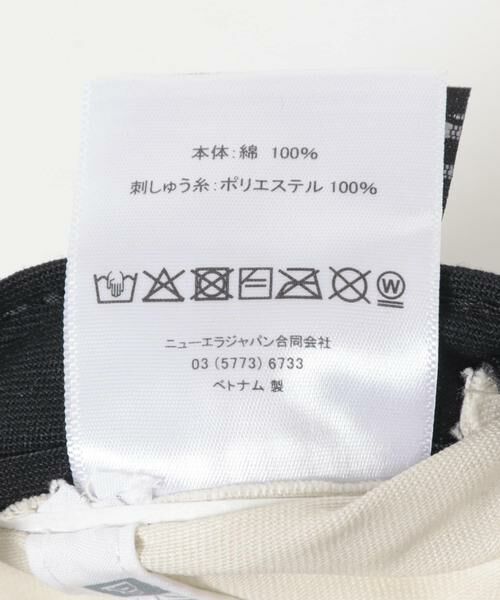 本体：綿 100%
刺しゅう糸：ポリエステル 100%
W
ニューエラジャパン合同会社
03 (5773) 6733
ベトナム 製